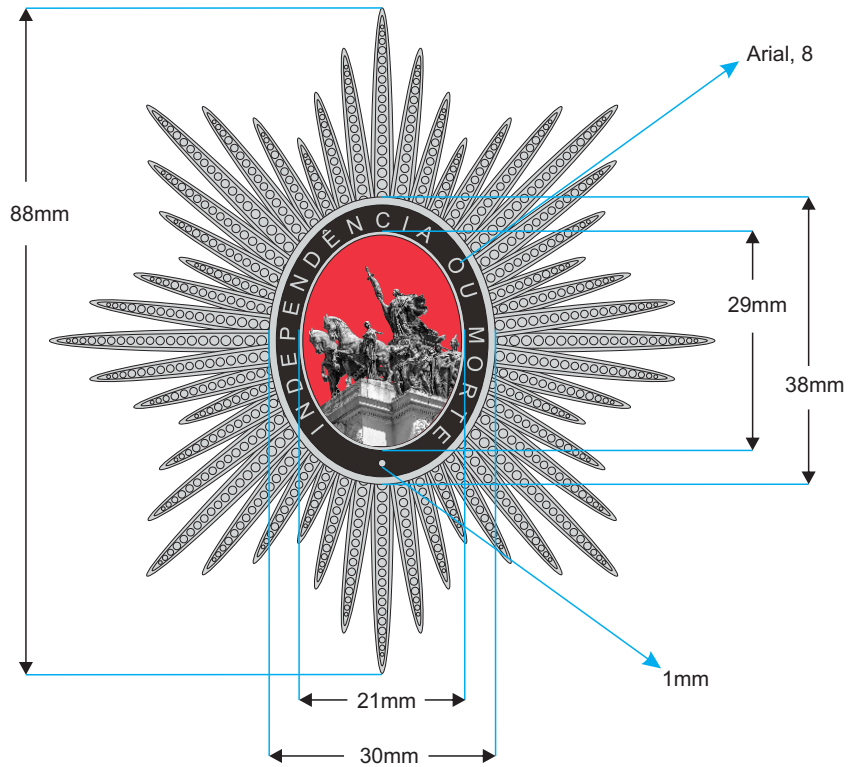 Arial, 8
88mm
INDEPENDÊNCIA OU MORTE
29mm
38mm
1mm
21mm
30mm